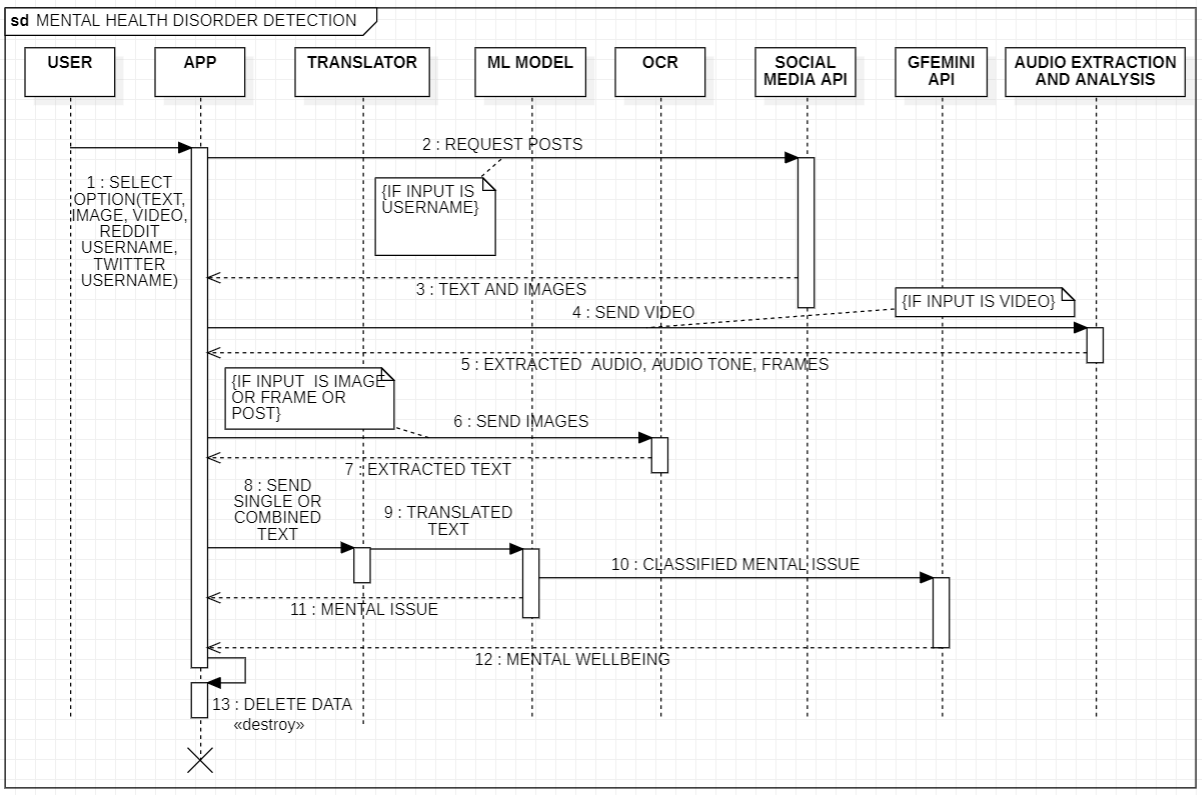 sd MENTAL HEALTH DISORDER DETECTION
USER
APP
TRANSLATOR
ML MODEL
OCR
SOCIAL
MEDIA API
GFEMINI
API
AUDIO EXTRACTION
AND ANALYSIS
1 : SELECT
OPTION(TEXT,
IMAGE, VIDEO,
REDDIT
USERNAME,
TWITTER
USERNAME)
2 : REQUEST POSTS
{IF INPUT IS
USERNAME}
3 : TEXT AND IMAGES
4 : SEND VIDEO
{IF INPUT IS VIDEO}
5 : EXTRACTED  AUDIO, AUDIO TONE, FRAMES
{IF INPUT  IS IMAGE
OR FRAME OR
POST}
6 : SEND IMAGES
7 : EXTRACTED TEXT
8 : SEND
SINGLE OR
COMBINED
TEXT
9 : TRANSLATED
TEXT
10 : CLASSIFIED MENTAL ISSUE
11 : MENTAL ISSUE
12 : MENTAL WELLBEING
13 : DELETE DATA
«destroy»